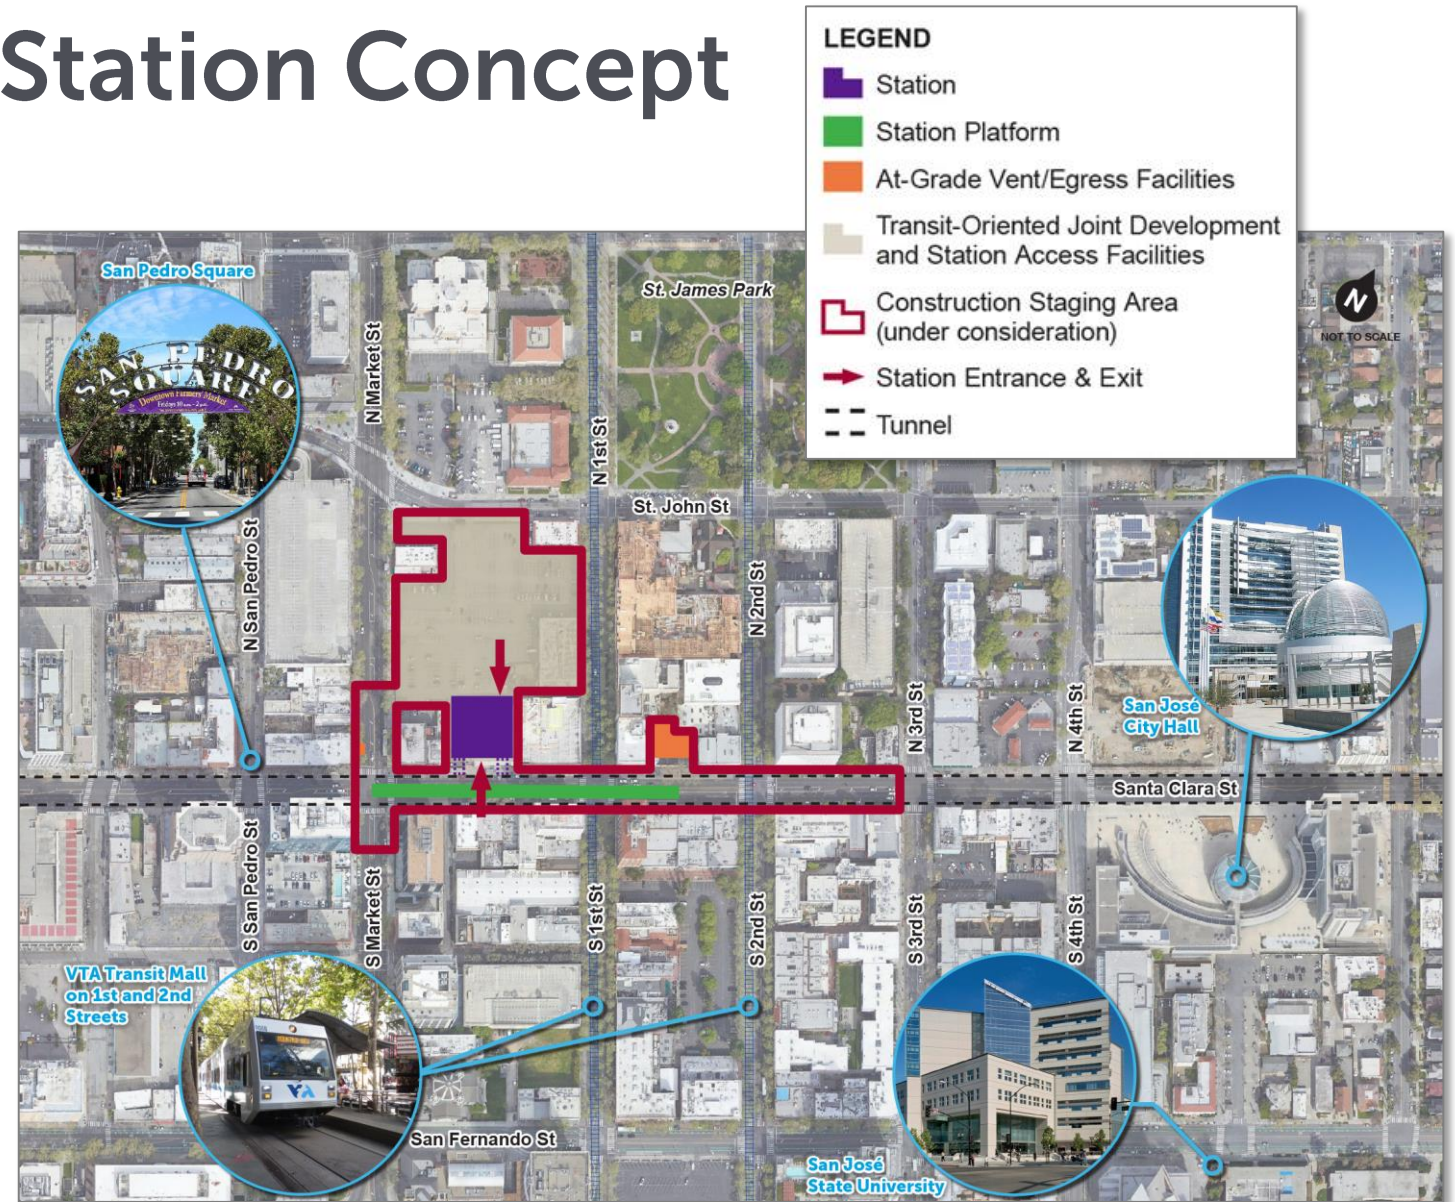 Station Concept
LEGEND
Station
Station Platform
At-Grade Vent/Egress Facilities
Transit-Oriented Joint Development
and Station Access Facilities
Construction Staging Area
(under consideration)
Station Entrance & Exit
Tunnel
N
NOT TO SCALE
San Pedro Square
SAN PEDRO
SQUARE
Downtown Farmers' Market
St. James Park
N Market St
N 1st St
St. John St
N San Pedro St
N 2nd St
N 3rd St
N 4th St
San José
City Hall
Santa Clara St
S San Pedro St
S Market St
S 1st St
S 2nd St
S 3rd St
S 4th St
VTA Transit Mall
on 1st and 2nd
Streets
VTA
San Fernando St
San José
State University